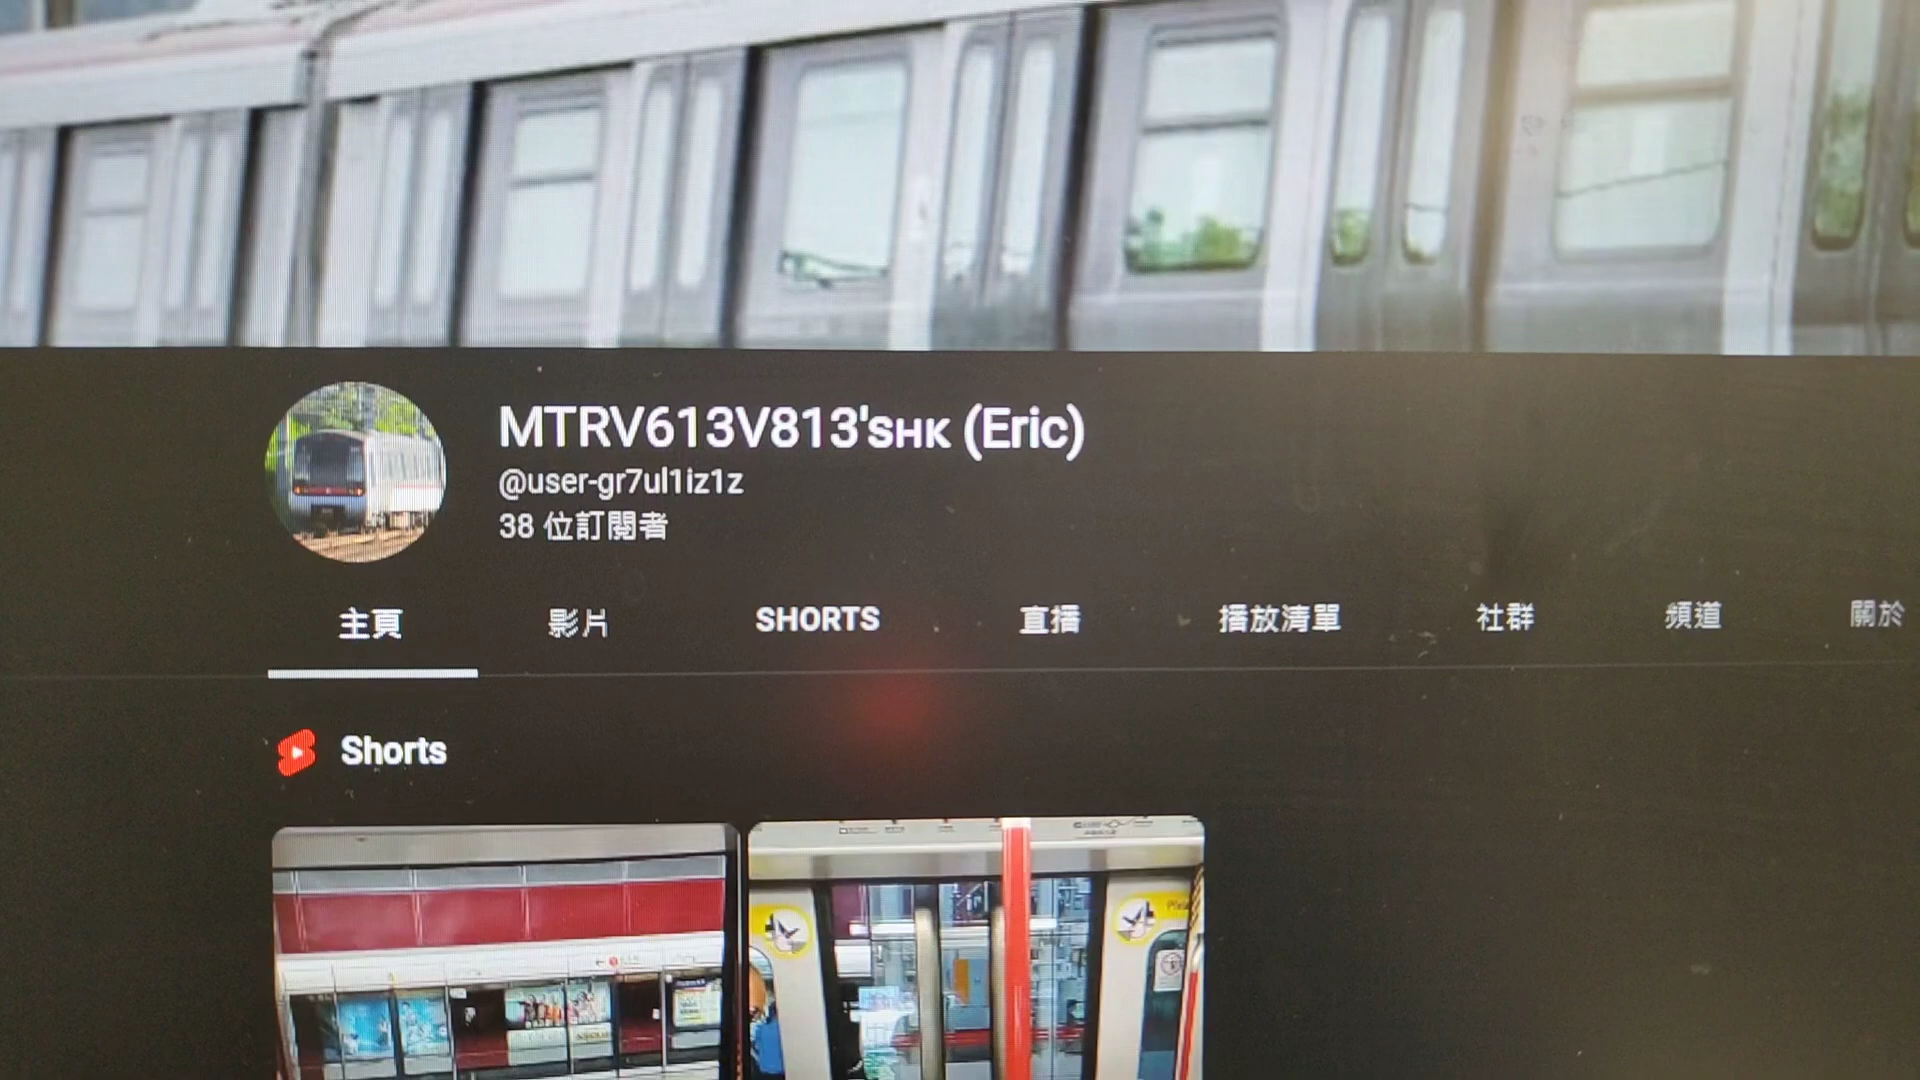 MTRV613V813'sʜᴋ (Eric)
@user-gr7ul1iz1z
38 位訂閱者
主頁 影片 SHORTS 直播 播放清單 社群 頻道 關於
Shorts